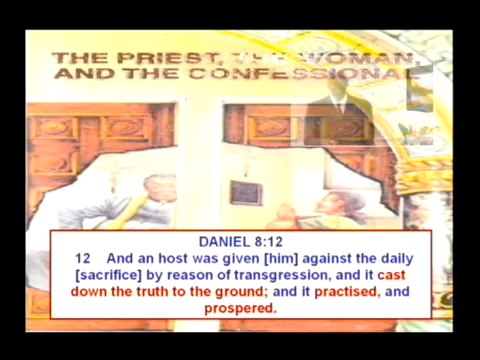 THE PRIEST, THE WOMAN,
AND THE CONFESSIONAL
DANIEL 8:12
12 And an host was given [him] against the daily
[sacrifice] by reason of transgression, and it cast
down the truth to the ground; and it practised, and
prospered.